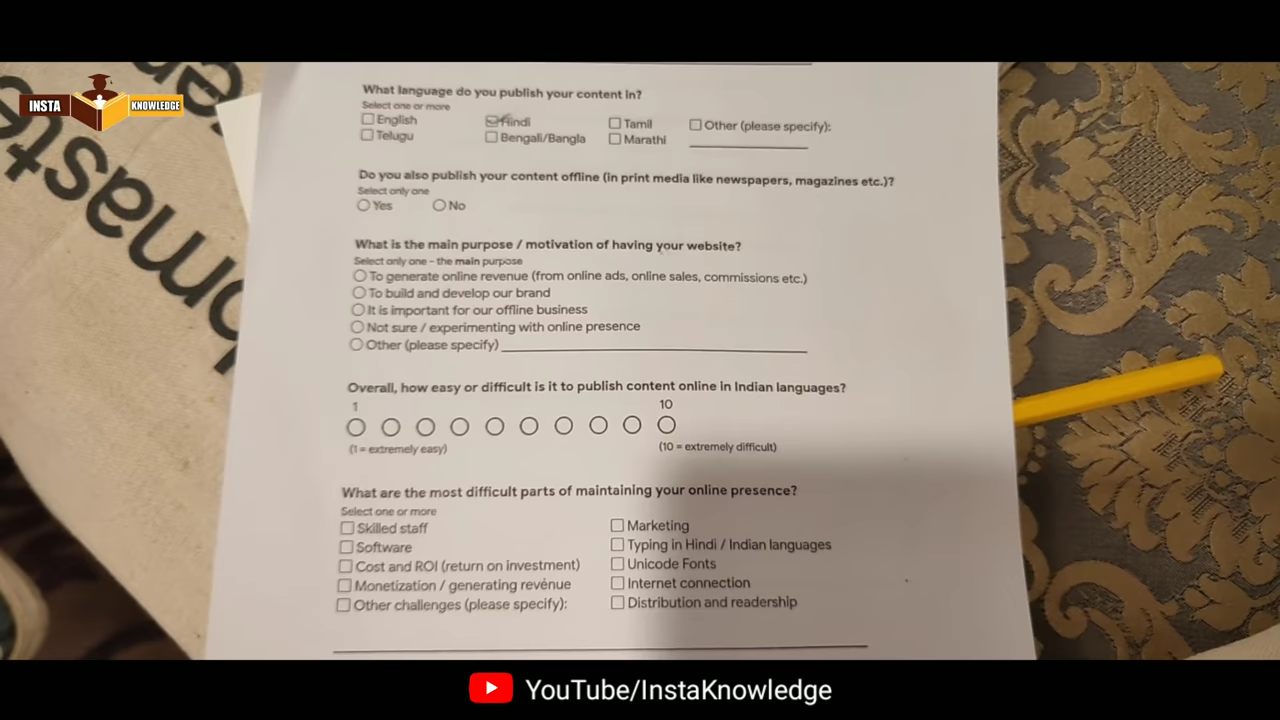 INSTA KNOWLEDGE
What language do you publish your content in?
Select one or more
☐ English ☑ Hindi ☐ Tamil ☐ Other (please specify):
☐ Telugu ☐ Bengali/Bangla ☐ Marathi
Do you also publish your content offline (in print media like newspapers, magazines etc.)?
Select only one
○ Yes ○ No
What is the main purpose / motivation of having your website?
Select only one - the main purpose
○ To generate online revenue (from online ads, online sales, commissions etc.)
○ To build and develop our brand
○ It is important for our offline business
○ Not sure / experimenting with online presence
○ Other (please specify)
Overall, how easy or difficult is it to publish content online in Indian languages?
1 10
(1 = extremely easy) (10 = extremely difficult)
What are the most difficult parts of maintaining your online presence?
Select one or more
☐ Skilled staff ☐ Marketing
☐ Software ☐ Typing in Hindi / Indian languages
☐ Cost and ROI (return on investment) ☐ Unicode Fonts
☐ Monetization / generating revenue ☐ Internet connection
☐ Other challenges (please specify): ☐ Distribution and readership
YouTube/InstaKnowledge